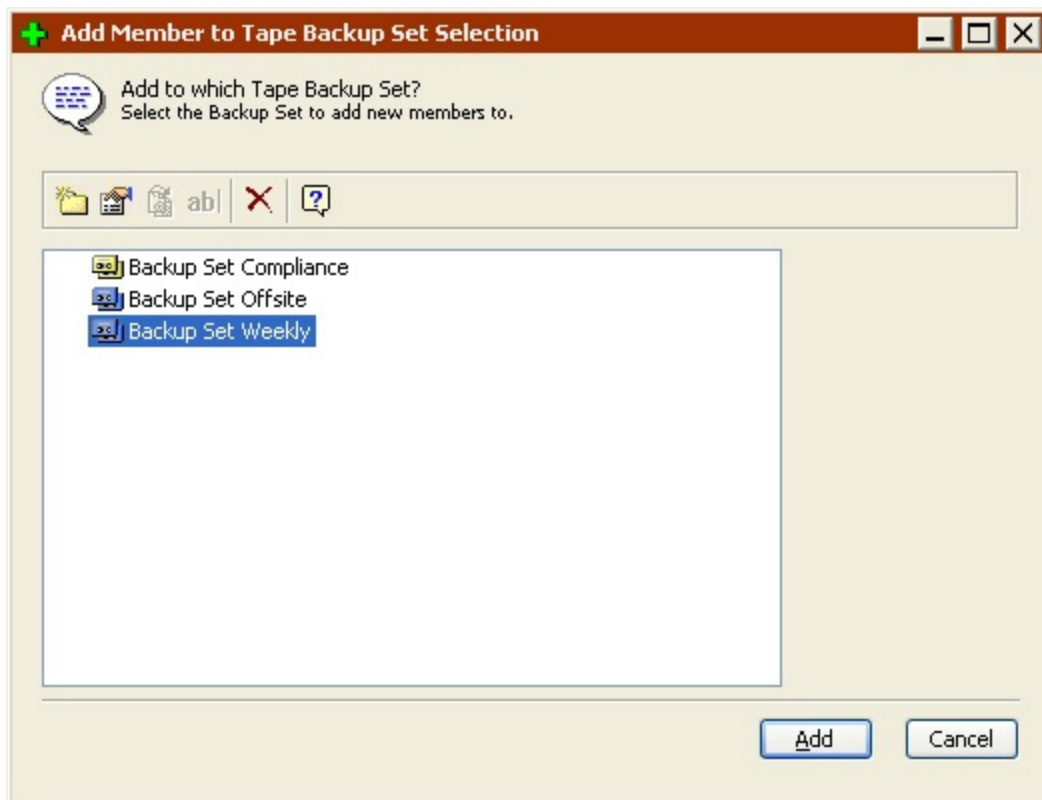 Add Member to Tape Backup Set Selection
Add to which Tape Backup Set?
Select the Backup Set to add new members to.
ab|
Backup Set Compliance
Backup Set Offsite
Backup Set Weekly
Add
Cancel